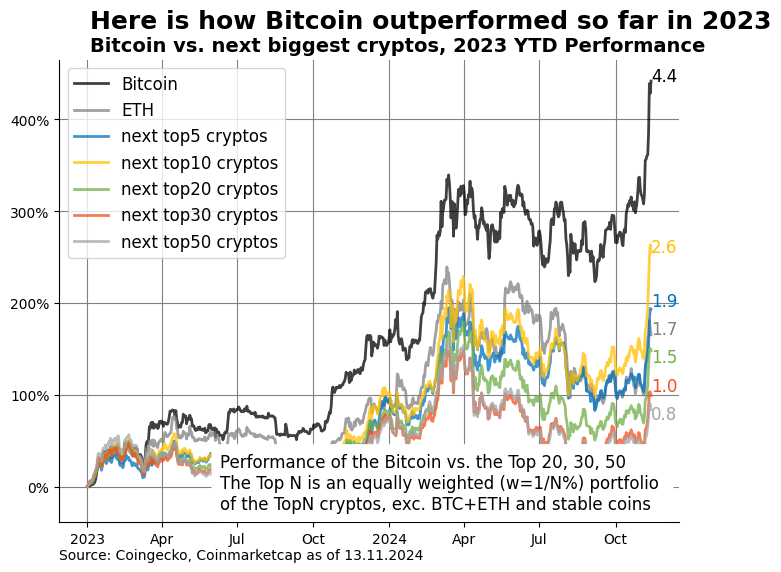 Here is how Bitcoin outperformed so far in 2023
Bitcoin vs. next biggest cryptos, 2023 YTD Performance
Bitcoin
ETH
next top5 cryptos
next top10 cryptos
next top20 cryptos
next top30 cryptos
next top50 cryptos
400%
300%
200%
100%
0%
4.4
2.6
1.9
1.7
1.5
1.0
0.8
Performance of the Bitcoin vs. the Top 20, 30, 50
The Top N is an equally weighted (w=1/N%) portfolio
of the TopN cryptos, exc. BTC+ETH and stable coins
2023 Apr Jul Oct 2024 Apr Jul Oct
Source: Coingecko, Coinmarketcap as of 13.11.2024